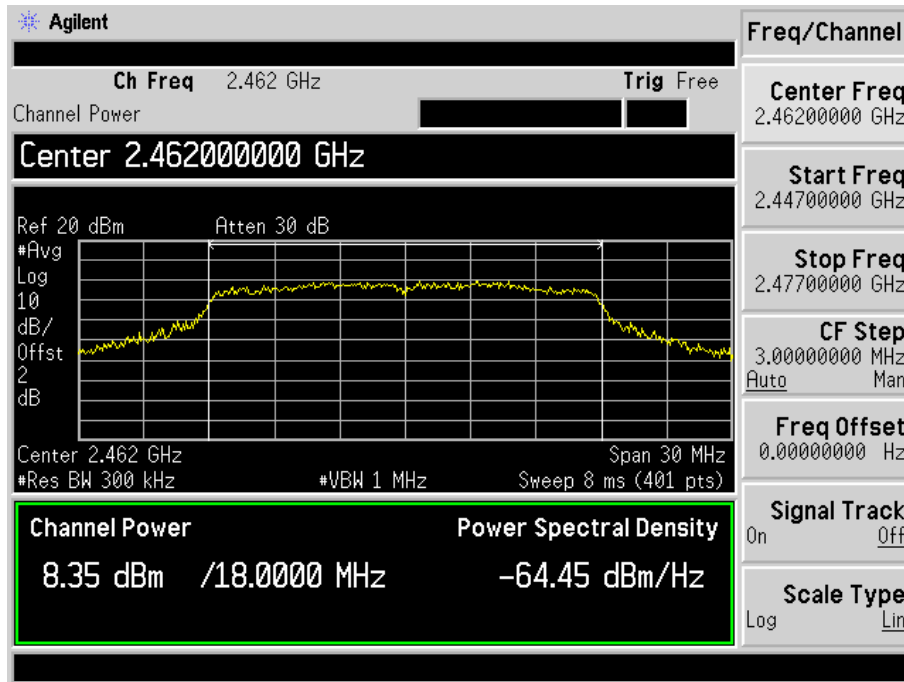 Agilent
Freq/Channel
Ch Freq 2.462 GHz Trig Free
Channel Power
Center 2.462000000 GHz
Ref 20 dBm Atten 30 dB
#Avg
Log
10
dB/
Offst
2
dB
Center 2.462 GHz Span 30 MHz
#Res BW 300 kHz #VBW 1 MHz Sweep 8 ms (401 pts)
Channel Power Power Spectral Density
8.35 dBm /18.0000 MHz -64.45 dBm/Hz
Center Freq
2.46200000 GHz
Start Freq
2.44700000 GHz
Stop Freq
2.47700000 GHz
CF Step
3.00000000 MHz
Auto Man
Freq Offset
0.00000000 Hz
Signal Track
On Off
Scale Type
Log Lin